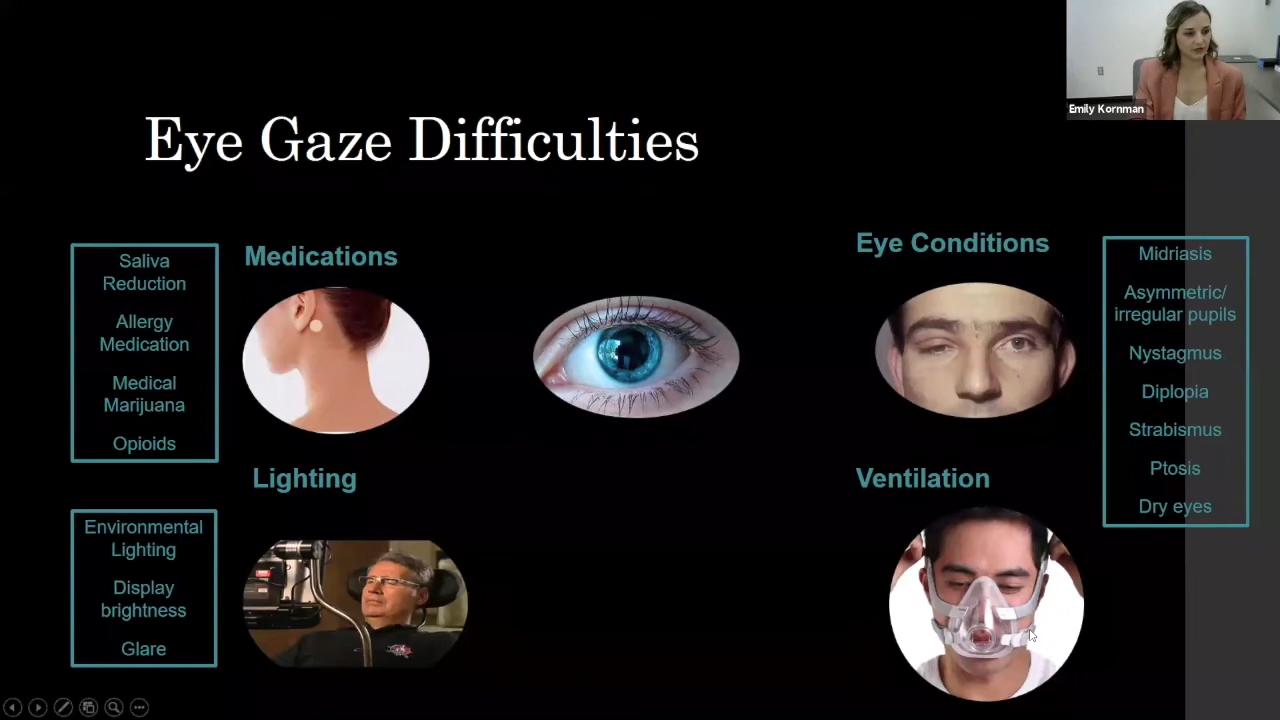 Emily Kornman
Eye Gaze Difficulties
Medications
Saliva
Reduction
Allergy
Medication
Medical
Marijuana
Opioids
Lighting
Environmental
Lighting
Display
brightness
Glare
Eye Conditions
Midriasis
Asymmetric/
irregular pupils
Nystagmus
Diplopia
Strabismus
Ptosis
Dry eyes
Ventilation